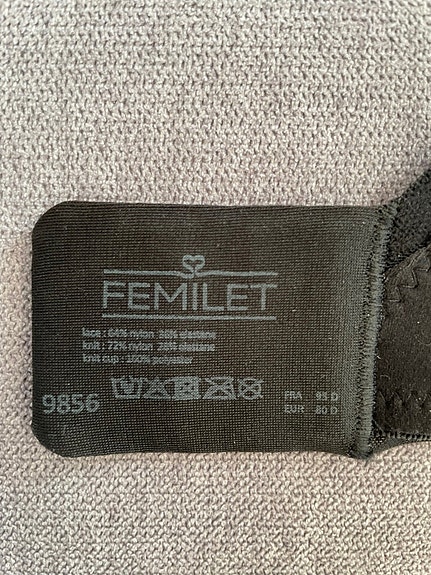 FEMILET
lace : 64% nylon 36% elastane
knit : 72% nylon 28% elastane
knit cup : 100% polyester
9856
FRA 95 D
EUR 80 D